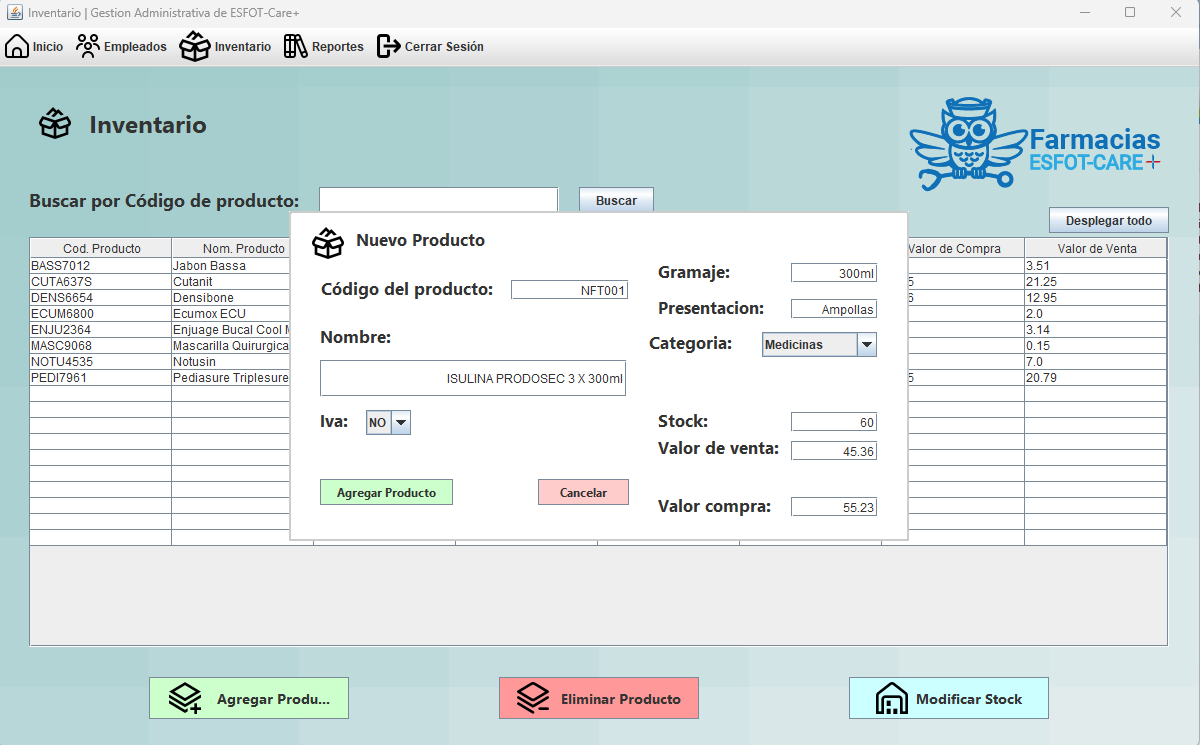 Inventario | Gestion Administrativa de ESFOT-Care+
Inicio Empleados Inventario Reportes Cerrar Sesión
Inventario
Farmacias
ESFOT-CARE+
Buscar por Código de producto: Buscar
Desplegar todo
Cod. Producto Nom. Producto Valor de Compra Valor de Venta
BASS7012 Jabon Bassa 3.51
CUTA637S Cutanit 5 21.25
DENS6654 Densibone 6 12.95
ECUM6800 Ecumox ECU 2.0
ENJU2364 Enjuage Bucal Cool 3.14
MASC9068 Mascarilla Quirurgica 0.15
NOTU4535 Notusin 7.0
PEDI7961 Pediasure Triplesure 5 20.79
Nuevo Producto
Código del producto: NFT001
Nombre:
ISULINA PRODOSEC 3 X 300ml
Iva: NO
Agregar Producto Cancelar
Gramaje: 300ml
Presentacion: Ampollas
Categoria: Medicinas
Stock: 60
Valor de venta: 45.36
Valor compra: 55.23
Agregar Produ... Eliminar Producto Modificar Stock